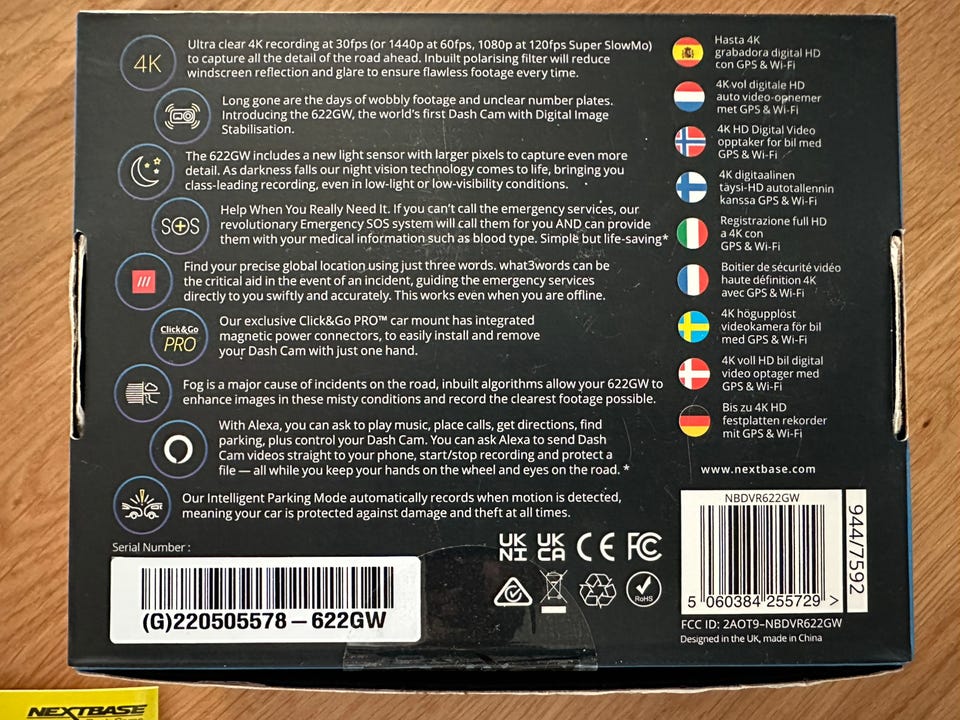 4K
Ultra clear 4K recording at 30fps (or 1440p at 60fps, 1080p at 120fps Super SlowMo)
to capture all the detail of the road ahead. Inbuilt polarising filter will reduce
windscreen reflection and glare to ensure flawless footage every time.
Long gone are the days of wobbly footage and unclear number plates.
Introducing the 622GW, the world's first Dash Cam with Digital Image
Stabilisation.
The 622GW includes a new light sensor with larger pixels to capture even more
detail. As darkness falls our night vision technology comes to life, bringing you
class-leading recording, even in low-light or low-visibility conditions.
SOS
Help When You Really Need It. If you can't call the emergency services, our
revolutionary Emergency SOS system will call them for you AND can provide
them with your medical information such as blood type. Simple but life-saving*
///
Find your precise global location using just three words. what3words can be
the critical aid in the event of an incident, guiding the emergency services
directly to you swiftly and accurately. This works even when you are offline.
Click&Go
PRO
Our exclusive Click&Go PRO™ car mount has integrated
magnetic power connectors, to easily install and remove
your Dash Cam with just one hand.
Fog is a major cause of incidents on the road, inbuilt algorithms allow your 622GW to
enhance images in these misty conditions and record the clearest footage possible.
With Alexa, you can ask to play music, place calls, get directions, find
parking, plus control your Dash Cam. You can ask Alexa to send Dash
Cam videos straight to your phone, start/stop recording and protect a
file — all while you keep your hands on the wheel and eyes on the road. *
Our Intelligent Parking Mode automatically records when motion is detected,
meaning your car is protected against damage and theft at all times.
Serial Number :
(G)220505578 – 622GW
Hasta 4K
grabadora digital HD
con GPS & Wi-Fi
4K vol digitale HD
auto video-opnemer
met GPS & Wi-Fi
4K HD Digital Video
opptaker for bil med
GPS & Wi-Fi
4K digitaalinen
täysi-HD autotallennin
kanssa GPS & Wi-Fi
Registrazione full HD
a 4K con
GPS & Wi-Fi
Boitier de sécurité vidéo
haute définition 4K
avec GPS & Wi-Fi
4K högupplöst
videokamera för bil
med GPS & Wi-Fi
4K voll HD bil digital
video optager med
GPS & Wi-Fi
Bis zu 4K HD
festplatten rekorder
mit GPS & Wi-Fi
www.nextbase.com
UK
NI
UK
CA
CE
FC
RoHS
NBDVR622GW
5 060384 255729 >
944/7592
FCC ID: 2AOT9–NBDVR622GW
Designed in the UK, made in China
NEXTBASE